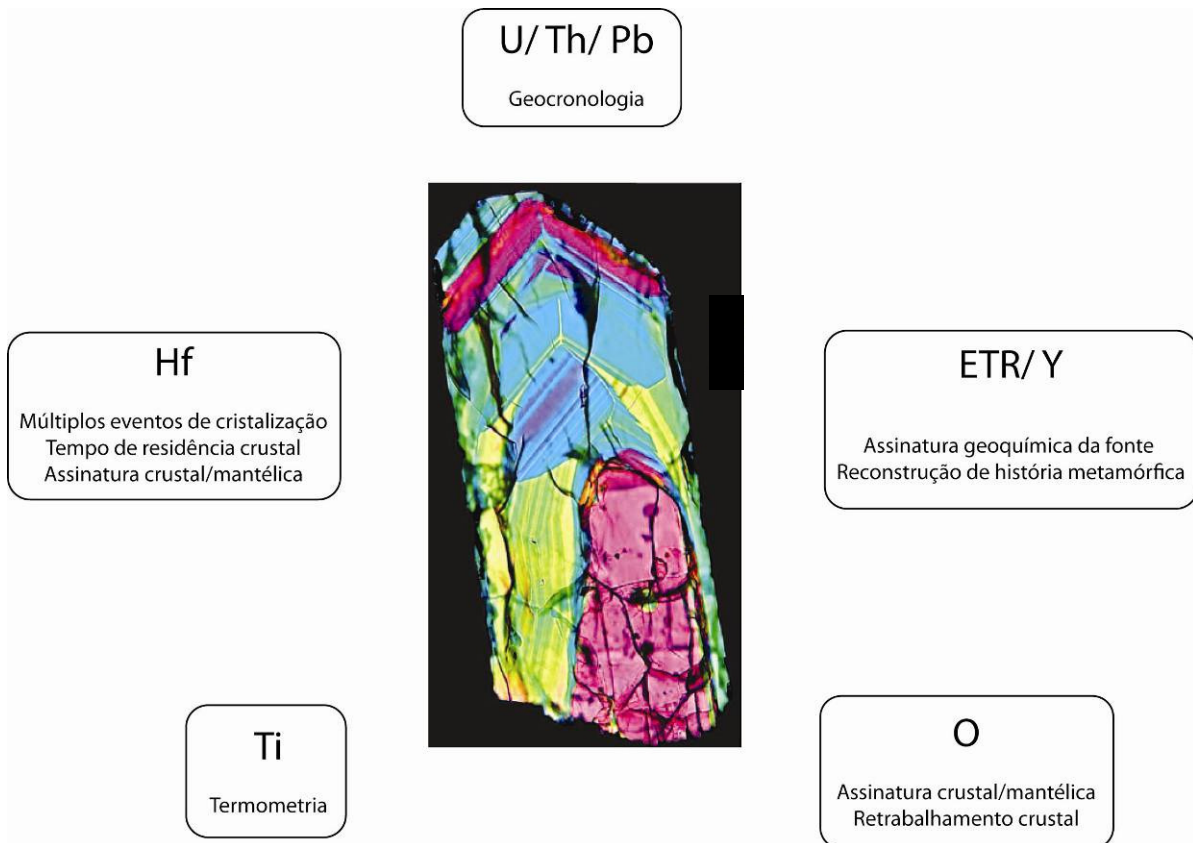 U/ Th/ Pb
Geocronologia
Hf
Múltiplos eventos de cristalização
Tempo de residência crustal
Assinatura crustal/mantélica
ETR/ Y
Assinatura geoquímica da fonte
Reconstrução de história metamórfica
Ti
Termometria
O
Assinatura crustal/mantélica
Retrabalhamento crustal